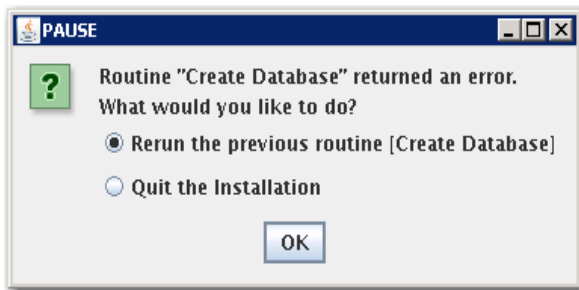 PAUSE
?
Routine "Create Database" returned an error.
What would you like to do?
Rerun the previous routine [Create Database]
Quit the Installation
OK